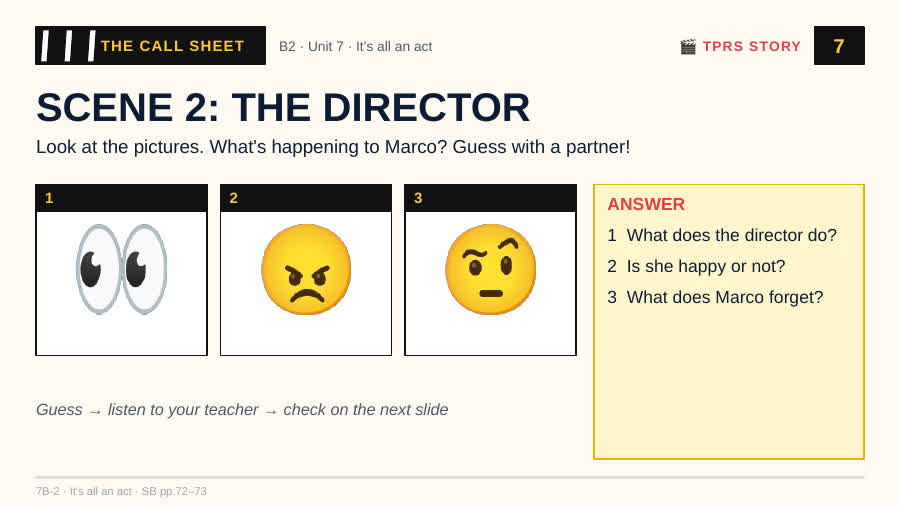 THE CALL SHEET
B2 · Unit 7 · It's all an act
🎬 TPRS STORY
7
SCENE 2: THE DIRECTOR
Look at the pictures. What's happening to Marco? Guess with a partner!
1
2
3
ANSWER
1 What does the director do?
2 Is she happy or not?
3 What does Marco forget?
Guess → listen to your teacher → check on the next slide
7B-2 · It's all an act · SB pp.72–73